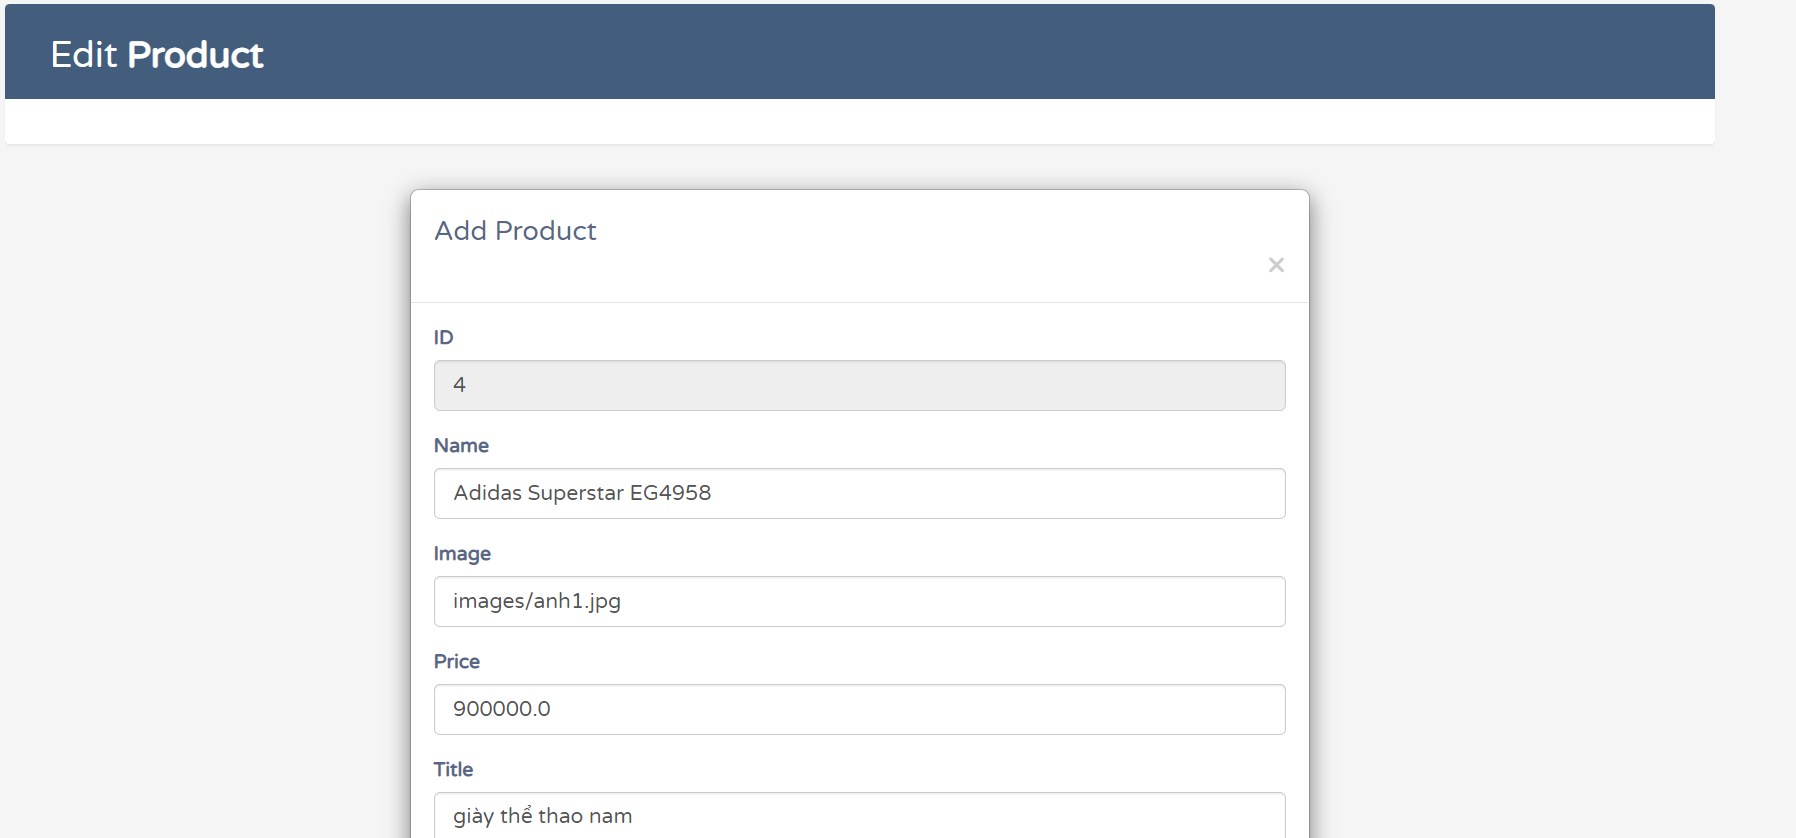 Edit Product
Add Product
×
ID
4
Name
Adidas Superstar EG4958
Image
images/anh1.jpg
Price
900000.0
Title
giày thể thao nam